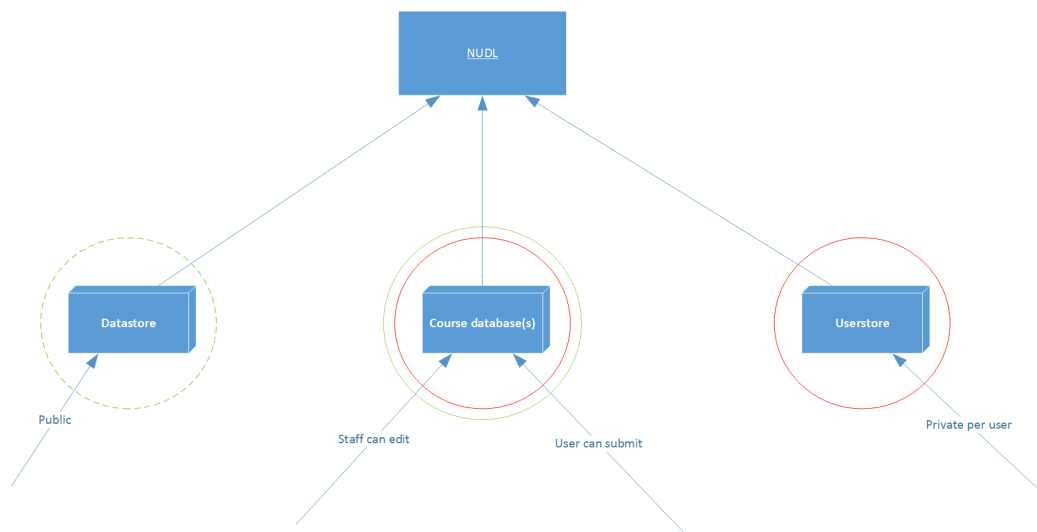 NUDL
Datastore
Course database(s)
Userstore
Public
Staff can edit
User can submit
Private per user